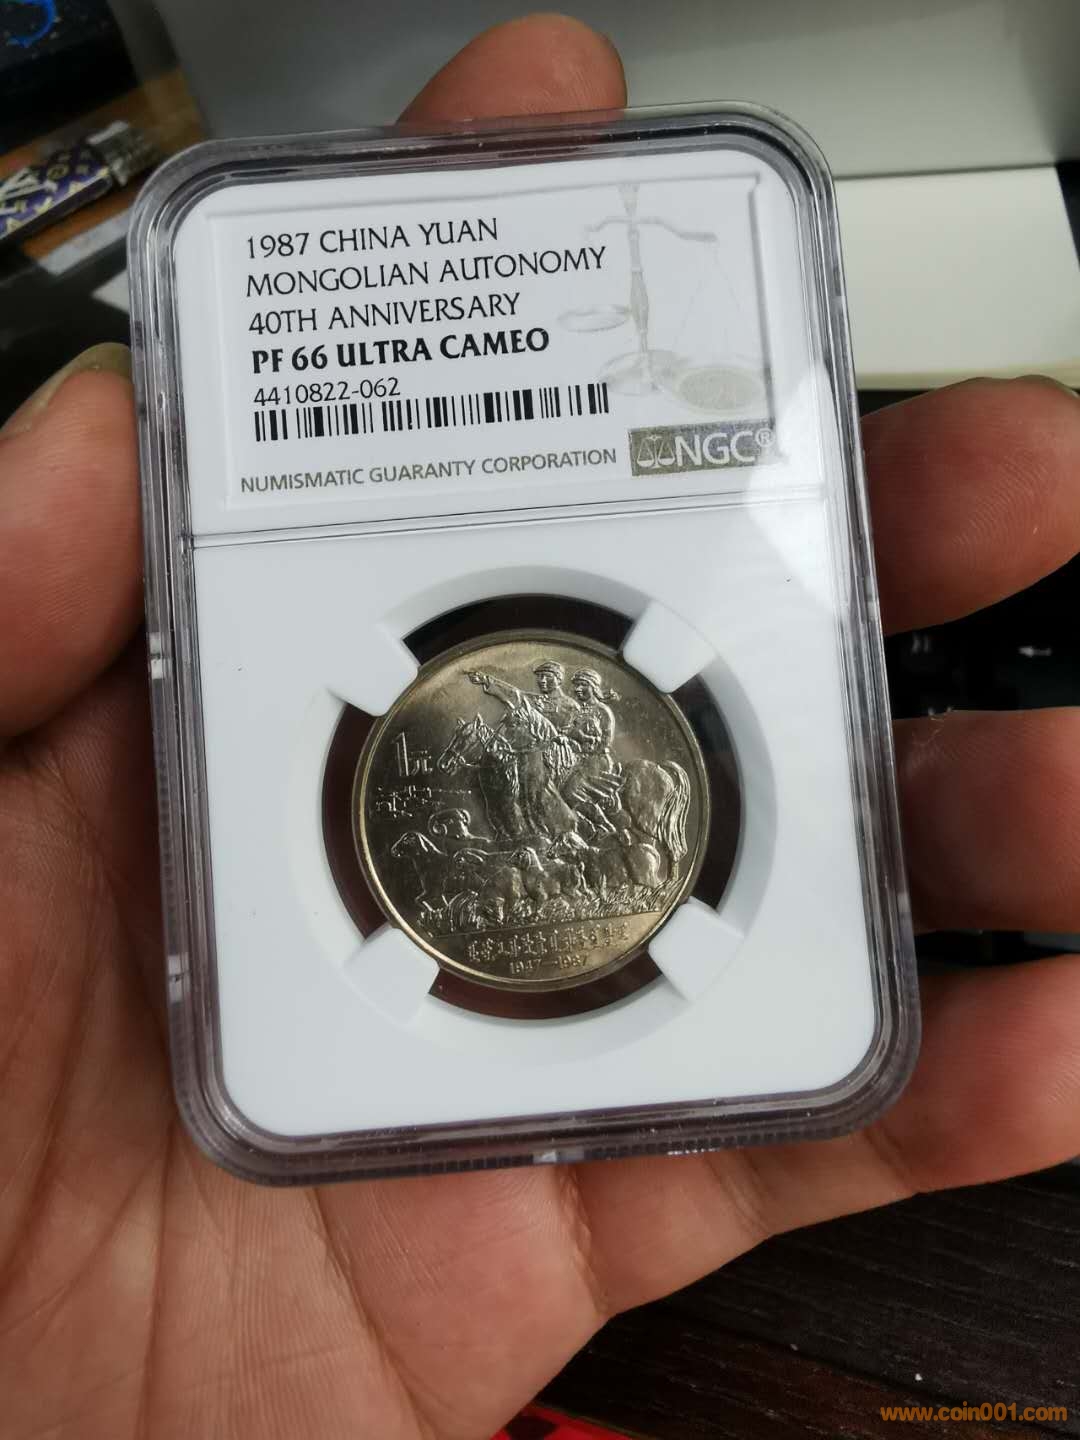 1987 CHINA YUAN
MONGOLIAN AUTONOMY
40TH ANNIVERSARY
PF 66 ULTRA CAMEO
4410822-062
NUMISMATIC GUARANTY CORPORATION
NGC®
1元
1947—1987
www.coin001.com